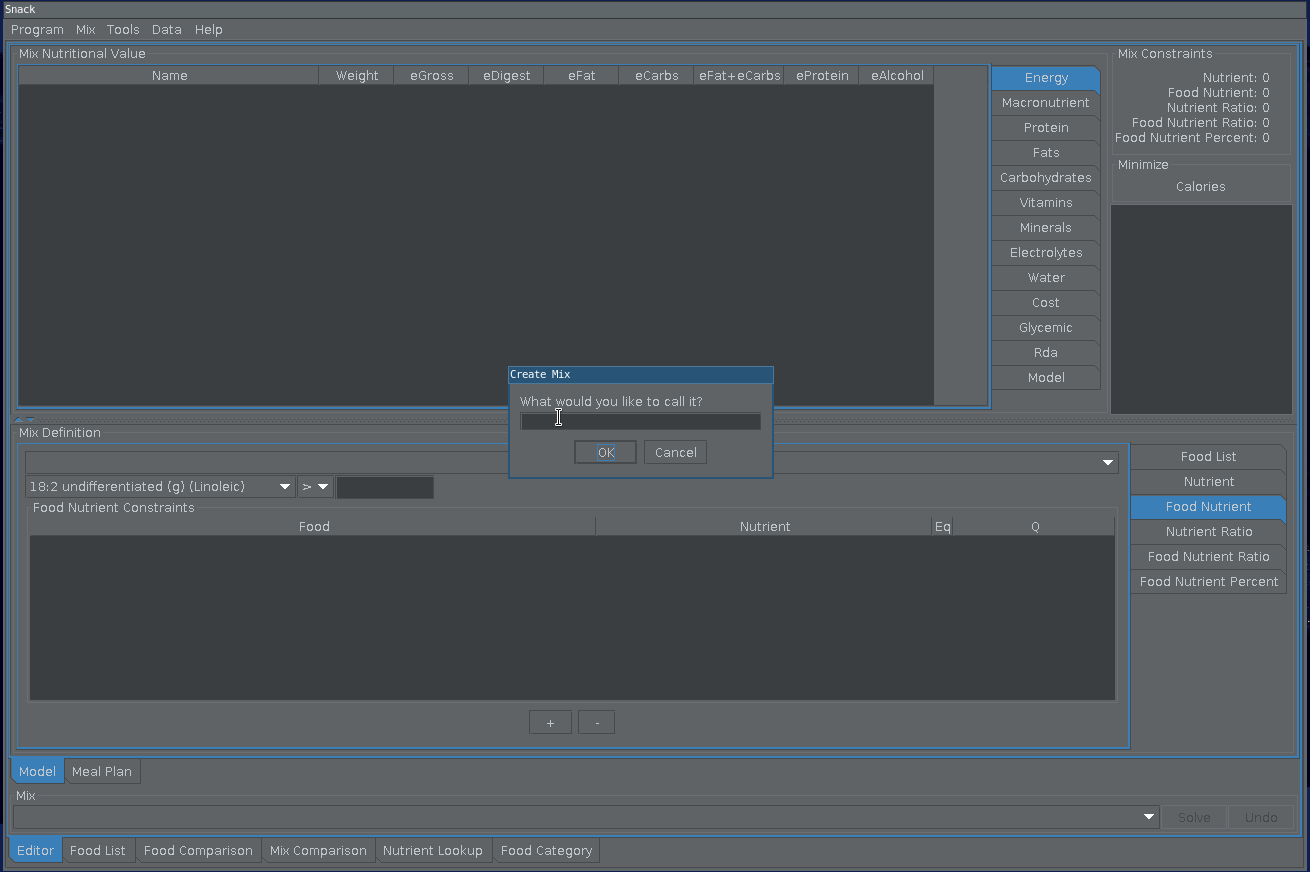 Snack
Program Mix Tools Data Help
Mix Nutritional Value
Name Weight eGross eDigest eFat eCarbs eFat+eCarbs eProtein eAlcohol
Energy
Macronutrient
Protein
Fats
Carbohydrates
Vitamins
Minerals
Electrolytes
Water
Cost
Glycemic
Rda
Model
Mix Constraints
Nutrient: 0
Food Nutrient: 0
Nutrient Ratio: 0
Food Nutrient Ratio: 0
Food Nutrient Percent: 0
Minimize
Calories
Create Mix
What would you like to call it?
OK Cancel
Mix Definition
18:2 undifferentiated (g) (Linoleic) >
Food Nutrient Constraints
Food Nutrient Eq Q
+ -
Food List
Nutrient
Food Nutrient
Nutrient Ratio
Food Nutrient Ratio
Food Nutrient Percent
Model Meal Plan
Mix
Solve Undo
Editor Food List Food Comparison Mix Comparison Nutrient Lookup Food Category